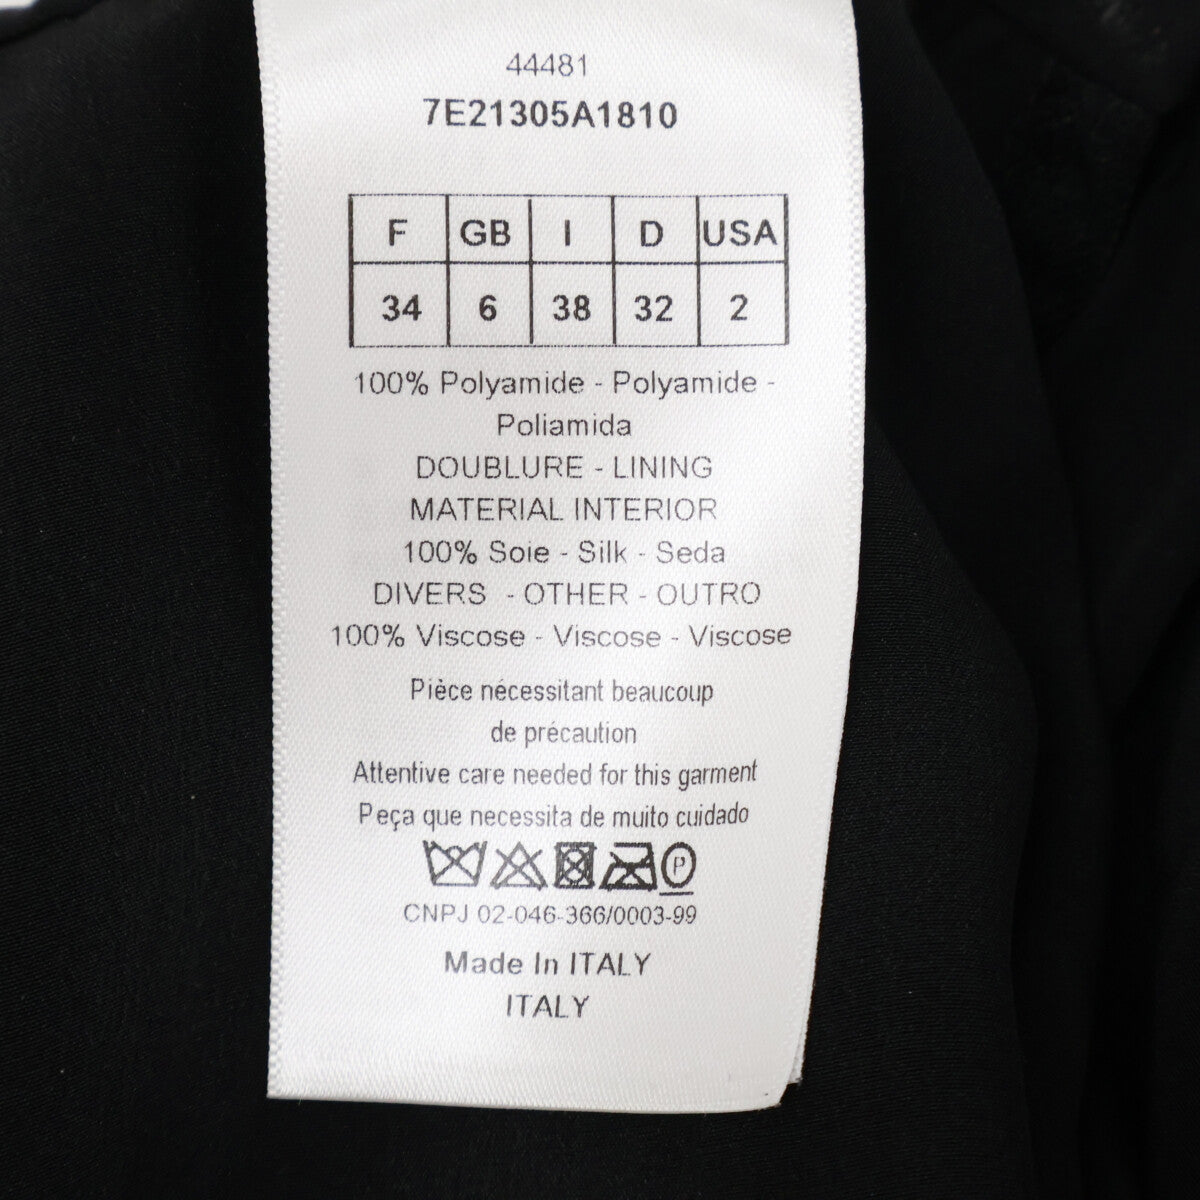 44481
7E21305A1810
F GB I D USA
34 6 38 32 2
100% Polyamide - Polyamide -
Poliamida
DOUBLURE - LINING
MATERIAL INTERIOR
100% Soie - Silk - Seda
DIVERS - OTHER - OUTRO
100% Viscose - Viscose - Viscose
Pièce nécessitant beaucoup
de précaution
Attentive care needed for this garment
Peça que necessita de muito cuidado
P
CNPJ 02-046-366/0003-99
Made In ITALY
ITALY